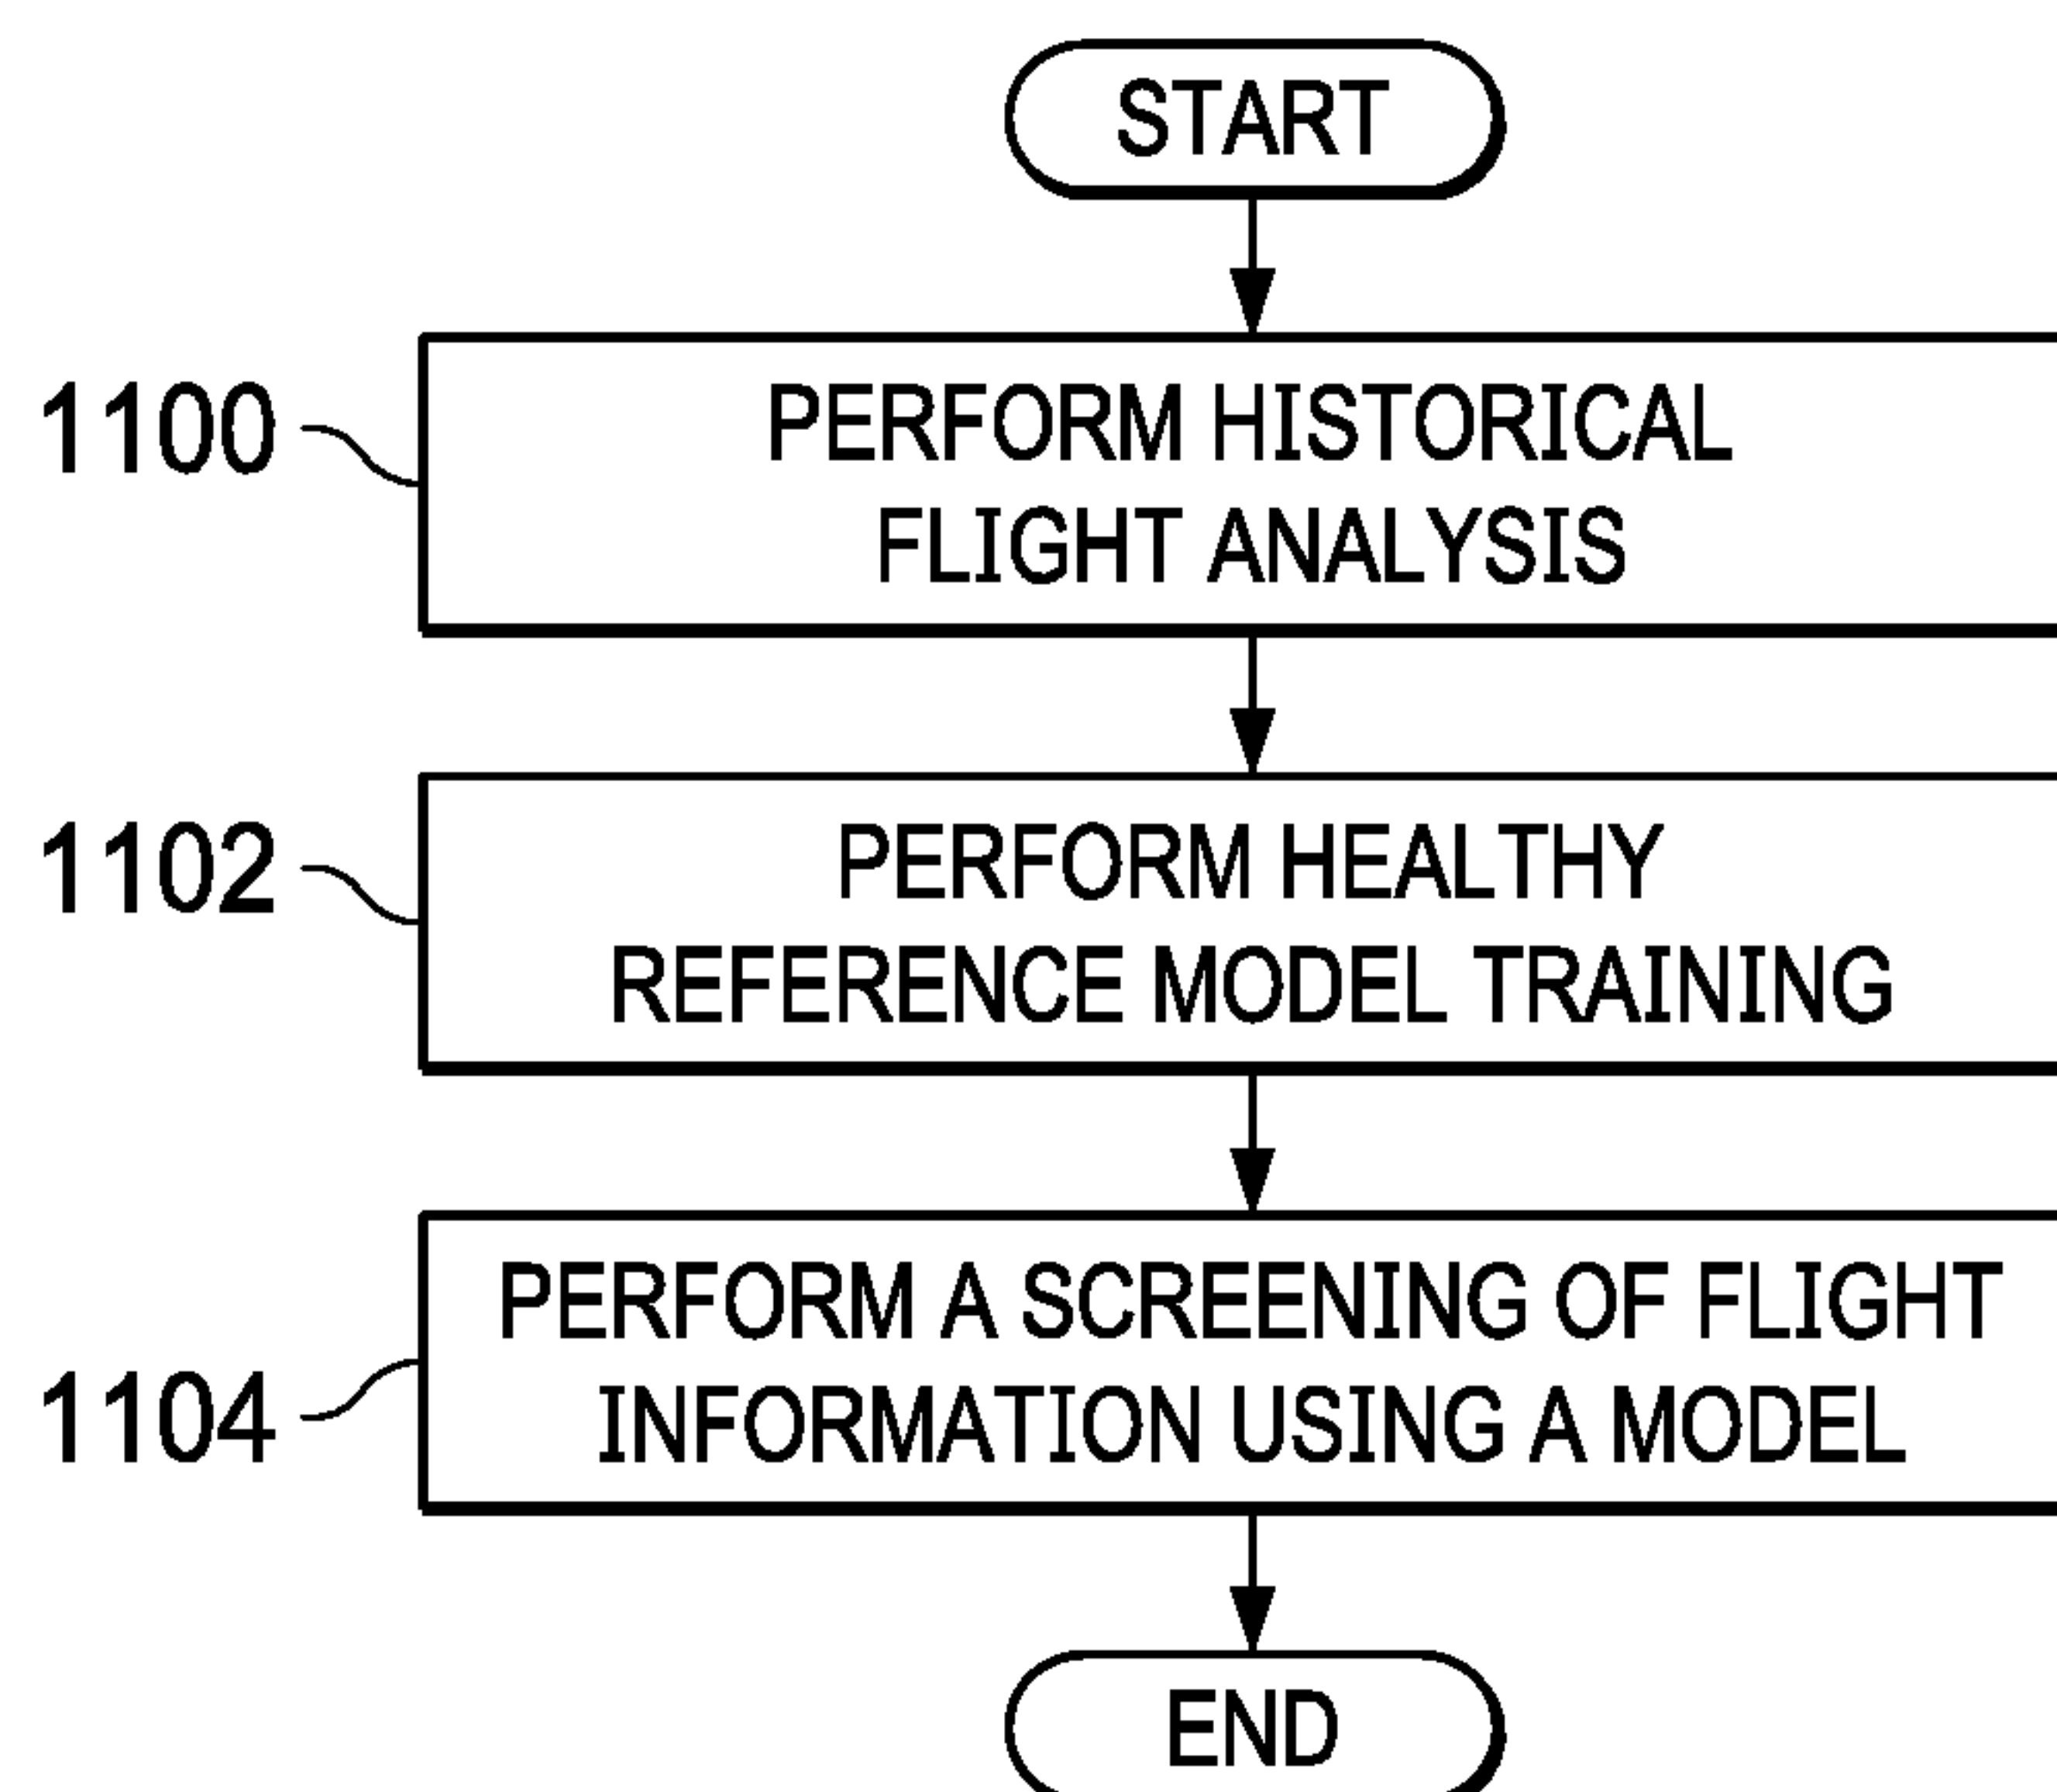 START
1100
PERFORM HISTORICAL
FLIGHT ANALYSIS
1102
PERFORM HEALTHY
REFERENCE MODEL TRAINING
1104
PERFORM A SCREENING OF FLIGHT
INFORMATION USING A MODEL
END